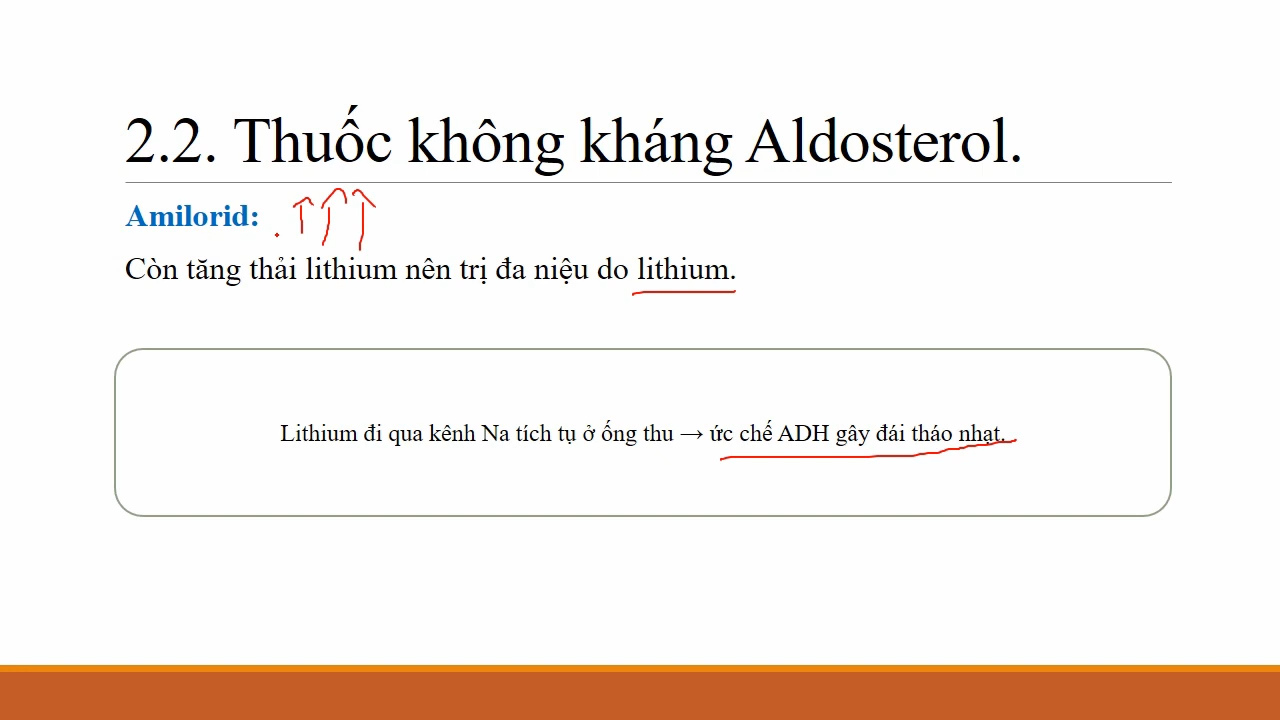 2.2. Thuốc không kháng Aldosterol.
Amilorid:
Còn tăng thải lithium nên trị đa niệu do lithium.
Lithium đi qua kênh Na tích tụ ở ống thu → ức chế ADH gây đái tháo nhạt.